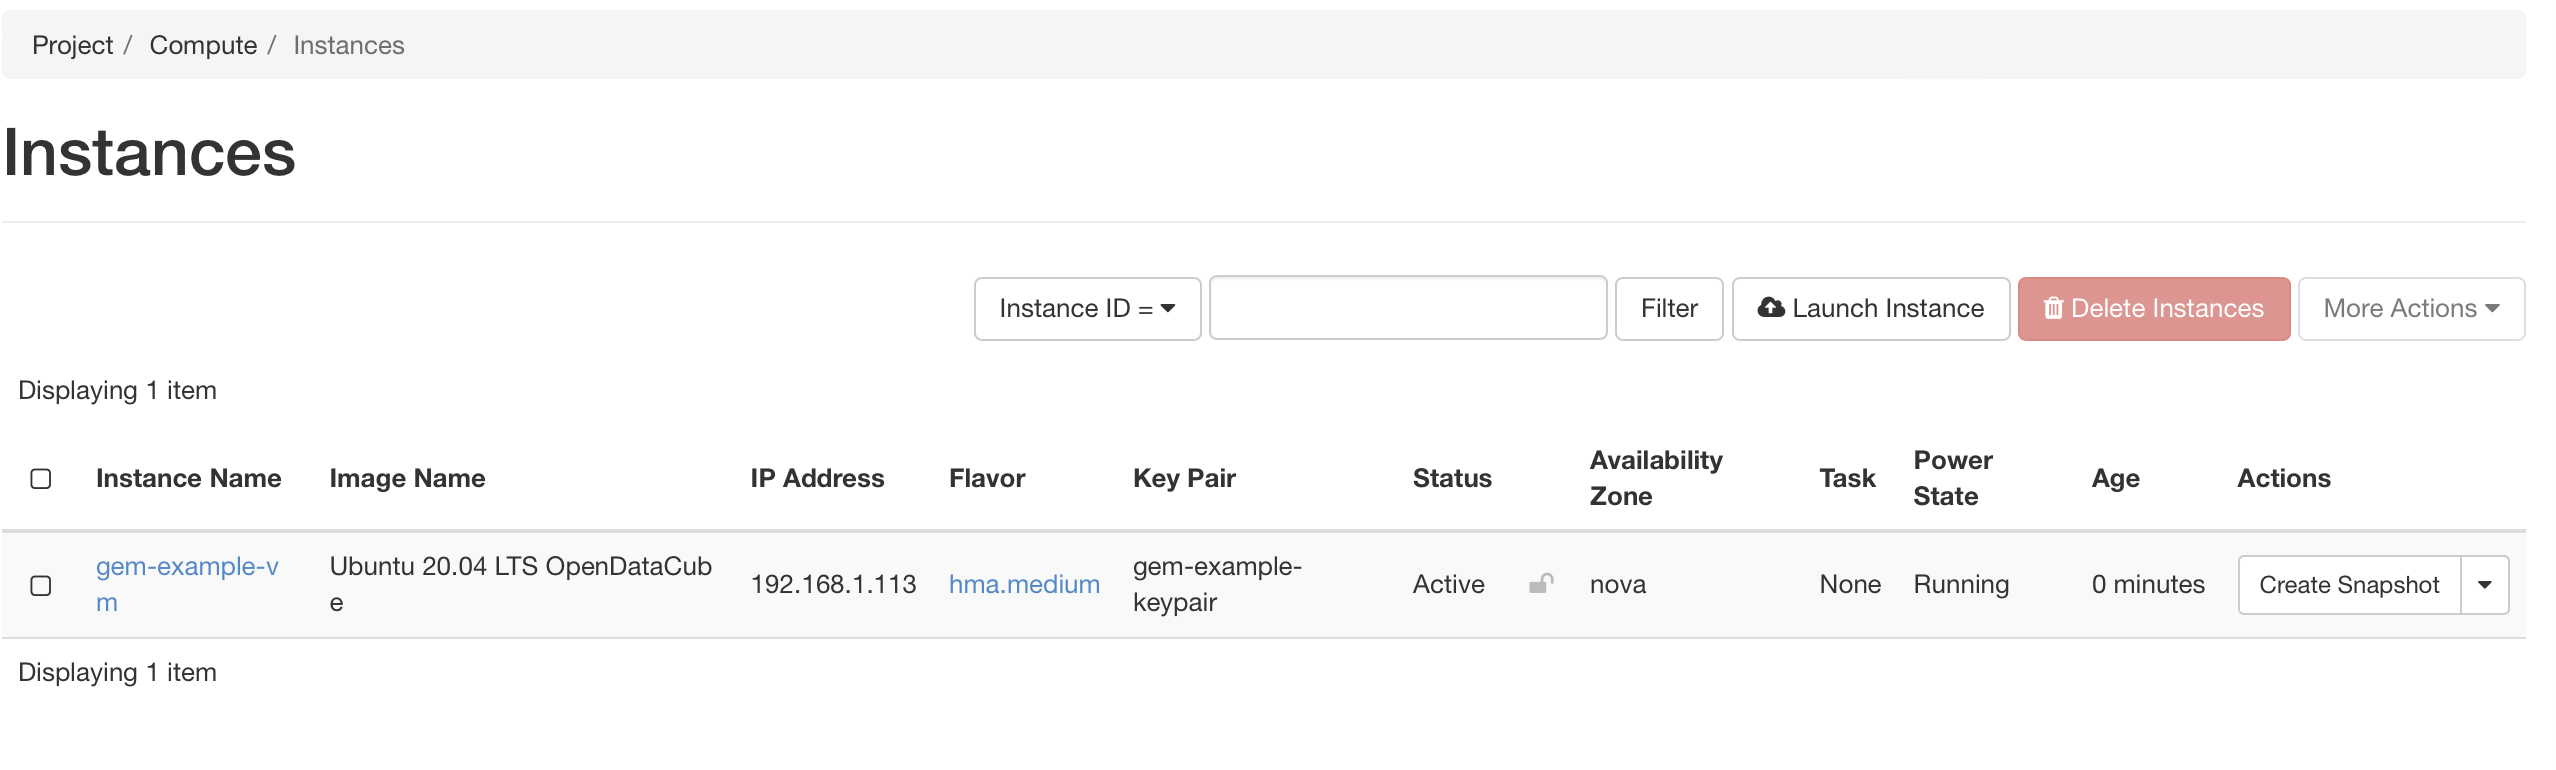 Project / Compute / Instances
Instances
Instance ID = Filter Launch Instance Delete Instances More Actions
Displaying 1 item
Instance Name Image Name IP Address Flavor Key Pair Status Availability Zone Task Power State Age Actions
gem-example-v
m
Ubuntu 20.04 LTS OpenDataCub
e
192.168.1.113
hma.medium
gem-example-
keypair
Active
nova
None
Running
0 minutes
Create Snapshot
Displaying 1 item